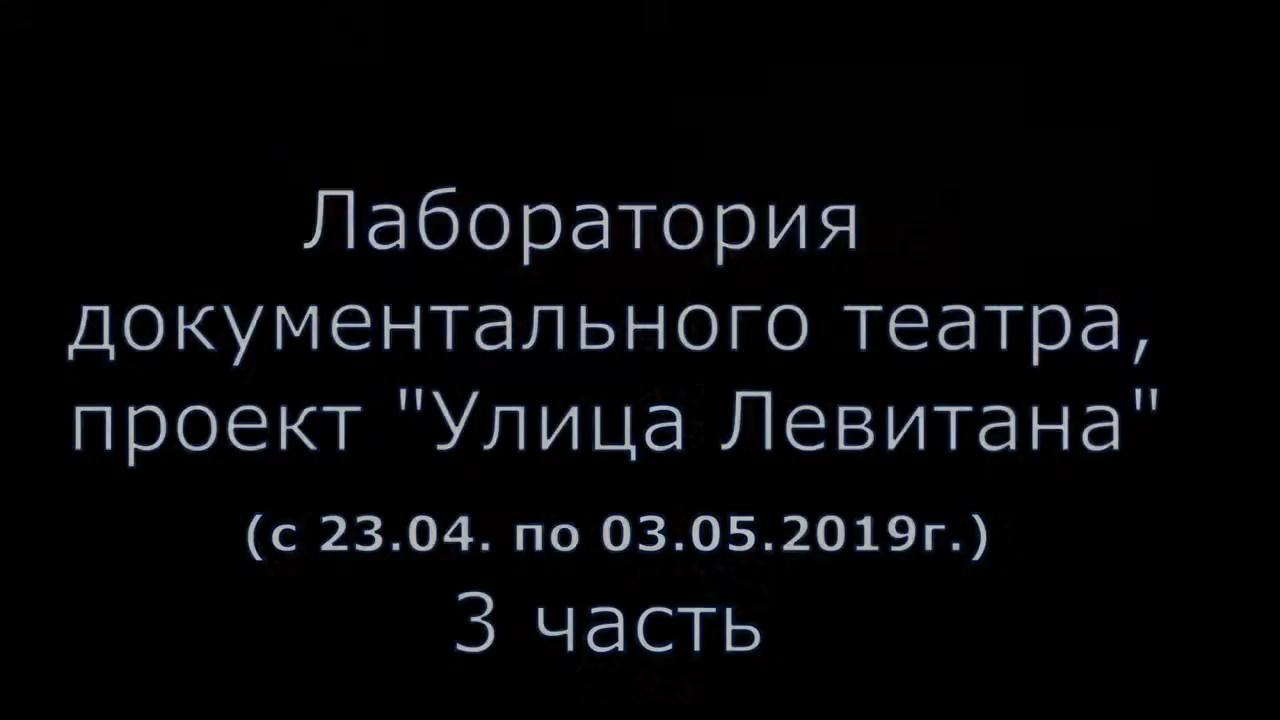 Лаборатория
документального театра,
проект "Улица Левитана"
(с 23.04. по 03.05.2019г.)
3 часть